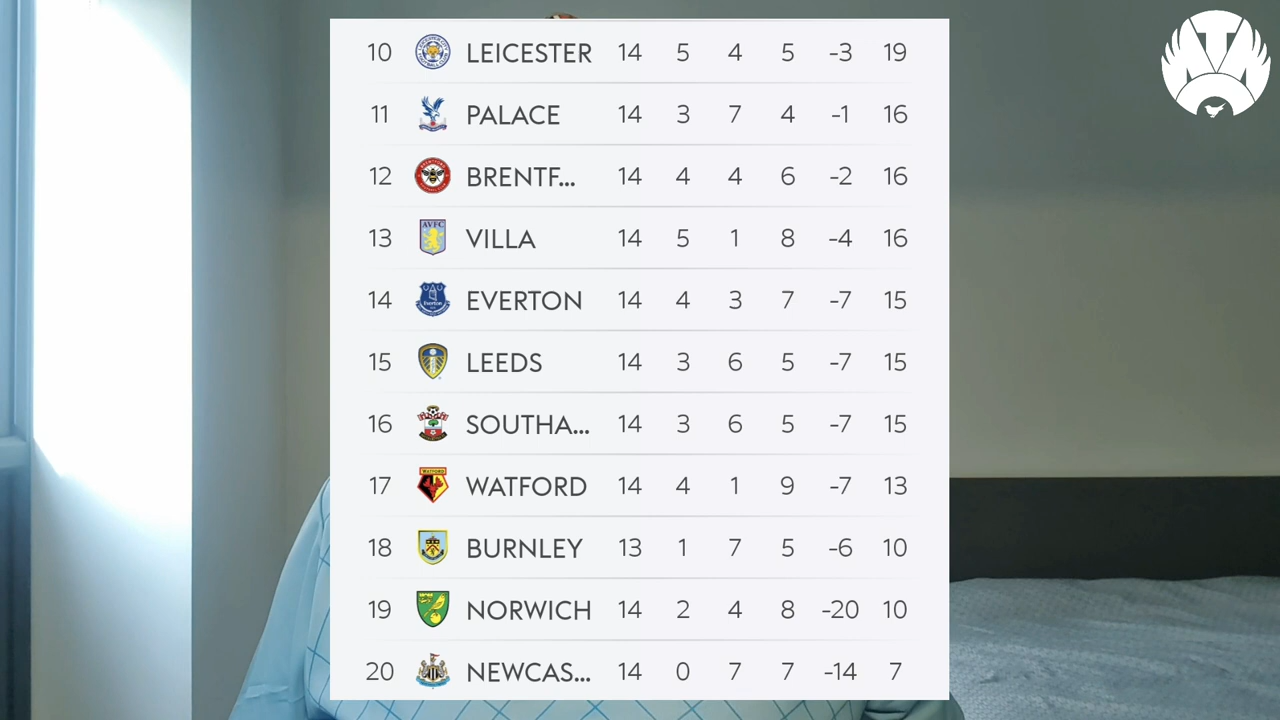 10 LEICESTER 14 5 4 5 -3 19
11 PALACE 14 3 7 4 -1 16
12 BRENTF... 14 4 4 6 -2 16
13 VILLA 14 5 1 8 -4 16
14 EVERTON 14 4 3 7 -7 15
15 LEEDS 14 3 6 5 -7 15
16 SOUTHA... 14 3 6 5 -7 15
17 WATFORD 14 4 1 9 -7 13
18 BURNLEY 13 1 7 5 -6 10
19 NORWICH 14 2 4 8 -20 10
20 NEWCAS... 14 0 7 7 -14 7